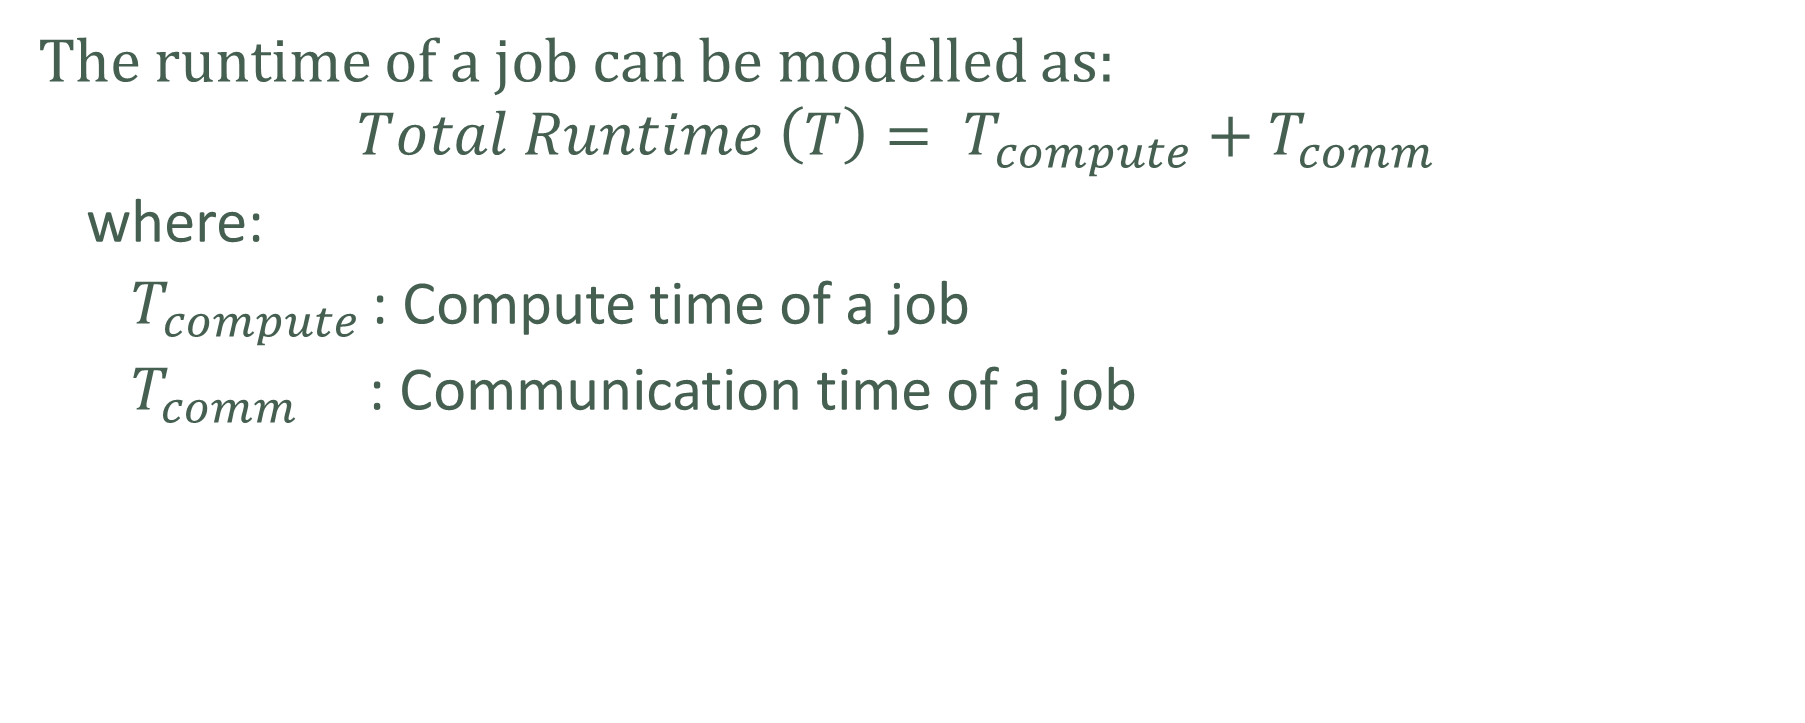 The runtime of a job can be modelled as:
Total Runtime (T) = T_compute + T_comm
where:
T_compute : Compute time of a job
T_comm : Communication time of a job